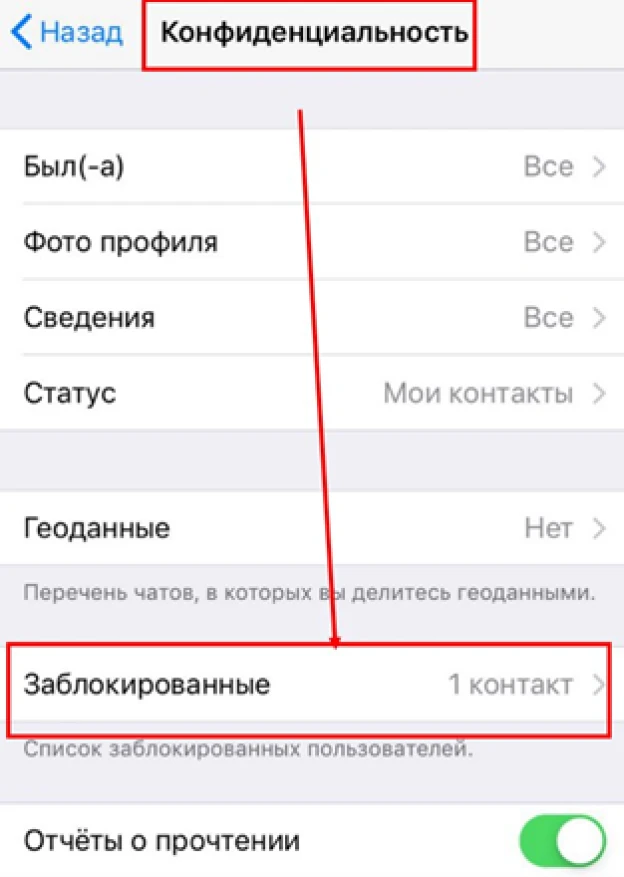 Назад Конфиденциальность
Был(-а) Все
Фото профиля Все
Сведения Все
Статус Мои контакты
Геоданные Нет
Перечень чатов, в которых вы делитесь геоданными.
Заблокированные 1 контакт
Список заблокированных пользователей.
Отчёты о прочтении